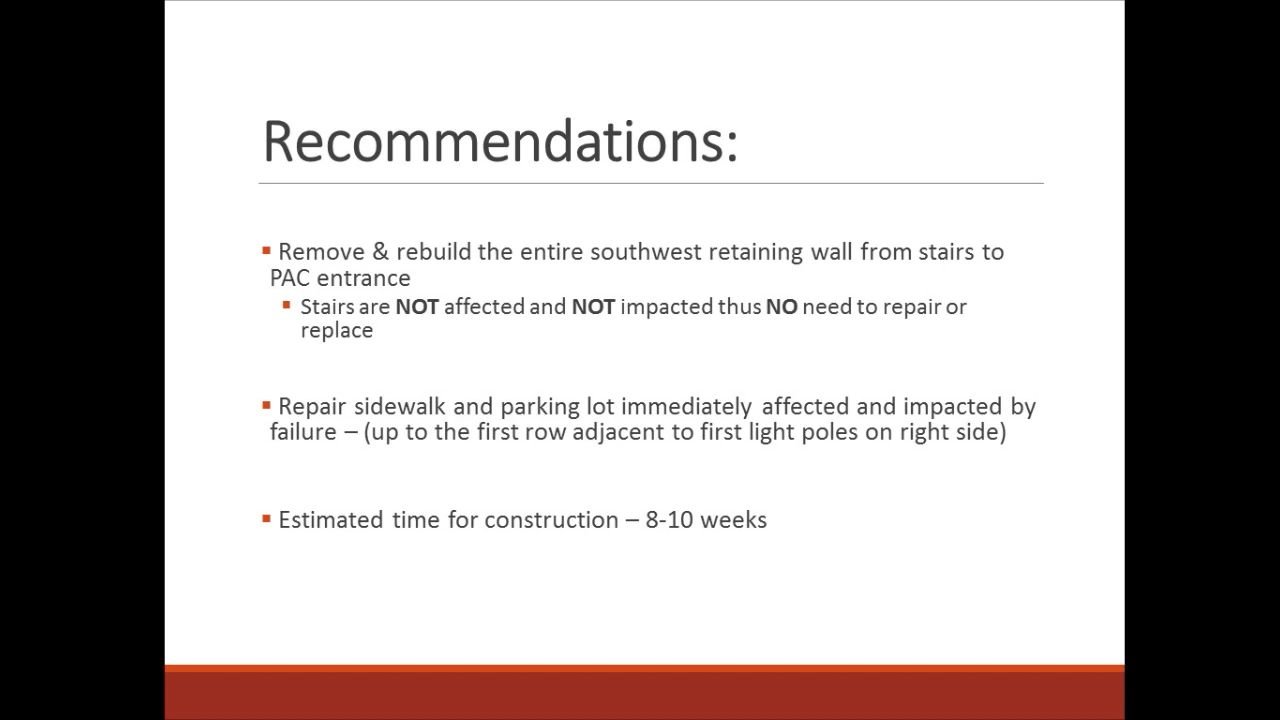 Recommendations:
Remove & rebuild the entire southwest retaining wall from stairs to
PAC entrance
Stairs are NOT affected and NOT impacted thus NO need to repair or
replace
Repair sidewalk and parking lot immediately affected and impacted by
failure – (up to the first row adjacent to first light poles on right side)
Estimated time for construction – 8-10 weeks